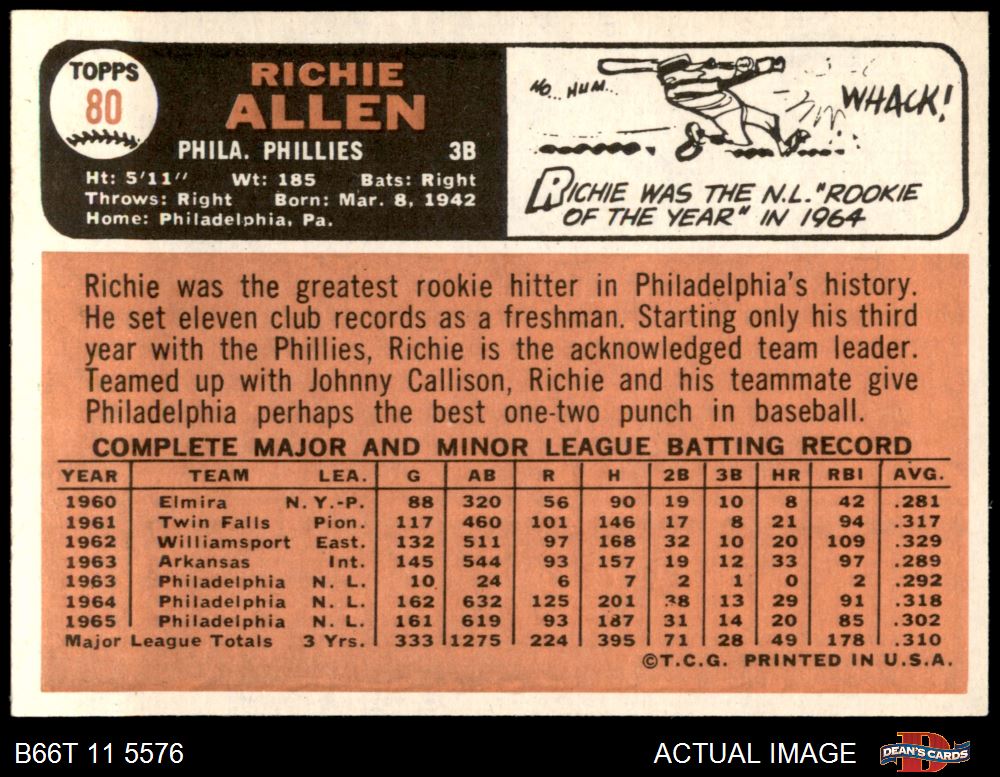 TOPPS
80
RICHIE
ALLEN
PHILA. PHILLIES 3B
Ht: 5'11" Wt: 185 Bats: Right
Throws: Right Born: Mar. 8, 1942
Home: Philadelphia, Pa.
NO.. HUM...
WHACK!
RICHIE WAS THE N.L. "ROOKIE
OF THE YEAR" IN 1964
Richie was the greatest rookie hitter in Philadelphia's history.
He set eleven club records as a freshman. Starting only his third
year with the Phillies, Richie is the acknowledged team leader.
Teamed up with Johnny Callison, Richie and his teammate give
Philadelphia perhaps the best one-two punch in baseball.
COMPLETE MAJOR AND MINOR LEAGUE BATTING RECORD
YEAR TEAM LEA. G AB R H 2B 3B HR RBI AVG.
1960 Elmira N.Y.-P. 88 320 56 90 19 10 8 42 .281
1961 Twin Falls Pion. 117 460 101 146 17 8 21 94 .317
1962 Williamsport East. 132 511 97 168 32 10 20 109 .329
1963 Arkansas Int. 145 544 93 157 19 12 33 97 .289
1963 Philadelphia N. L. 10 24 6 7 2 1 0 2 .292
1964 Philadelphia N. L. 162 632 125 201 38 13 29 91 .318
1965 Philadelphia N. L. 161 619 93 187 31 14 20 85 .302
Major League Totals 3 Yrs. 333 1275 224 395 71 28 49 178 .310
©T.C.G. PRINTED IN U.S.A.
B66T 11 5576
ACTUAL IMAGE
D
DEAN'S CARDS